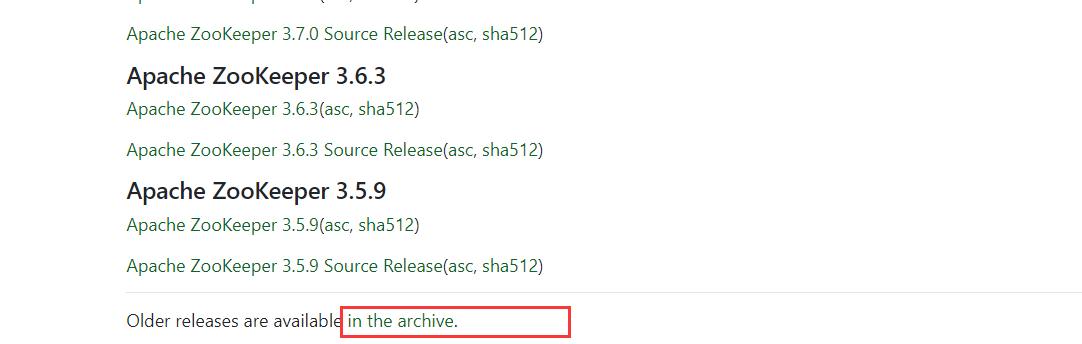 Apache ZooKeeper 3.7.0 Source Release(asc, sha512)
Apache ZooKeeper 3.6.3
Apache ZooKeeper 3.6.3(asc, sha512)
Apache ZooKeeper 3.6.3 Source Release(asc, sha512)
Apache ZooKeeper 3.5.9
Apache ZooKeeper 3.5.9(asc, sha512)
Apache ZooKeeper 3.5.9 Source Release(asc, sha512)
Older releases are available in the archive.